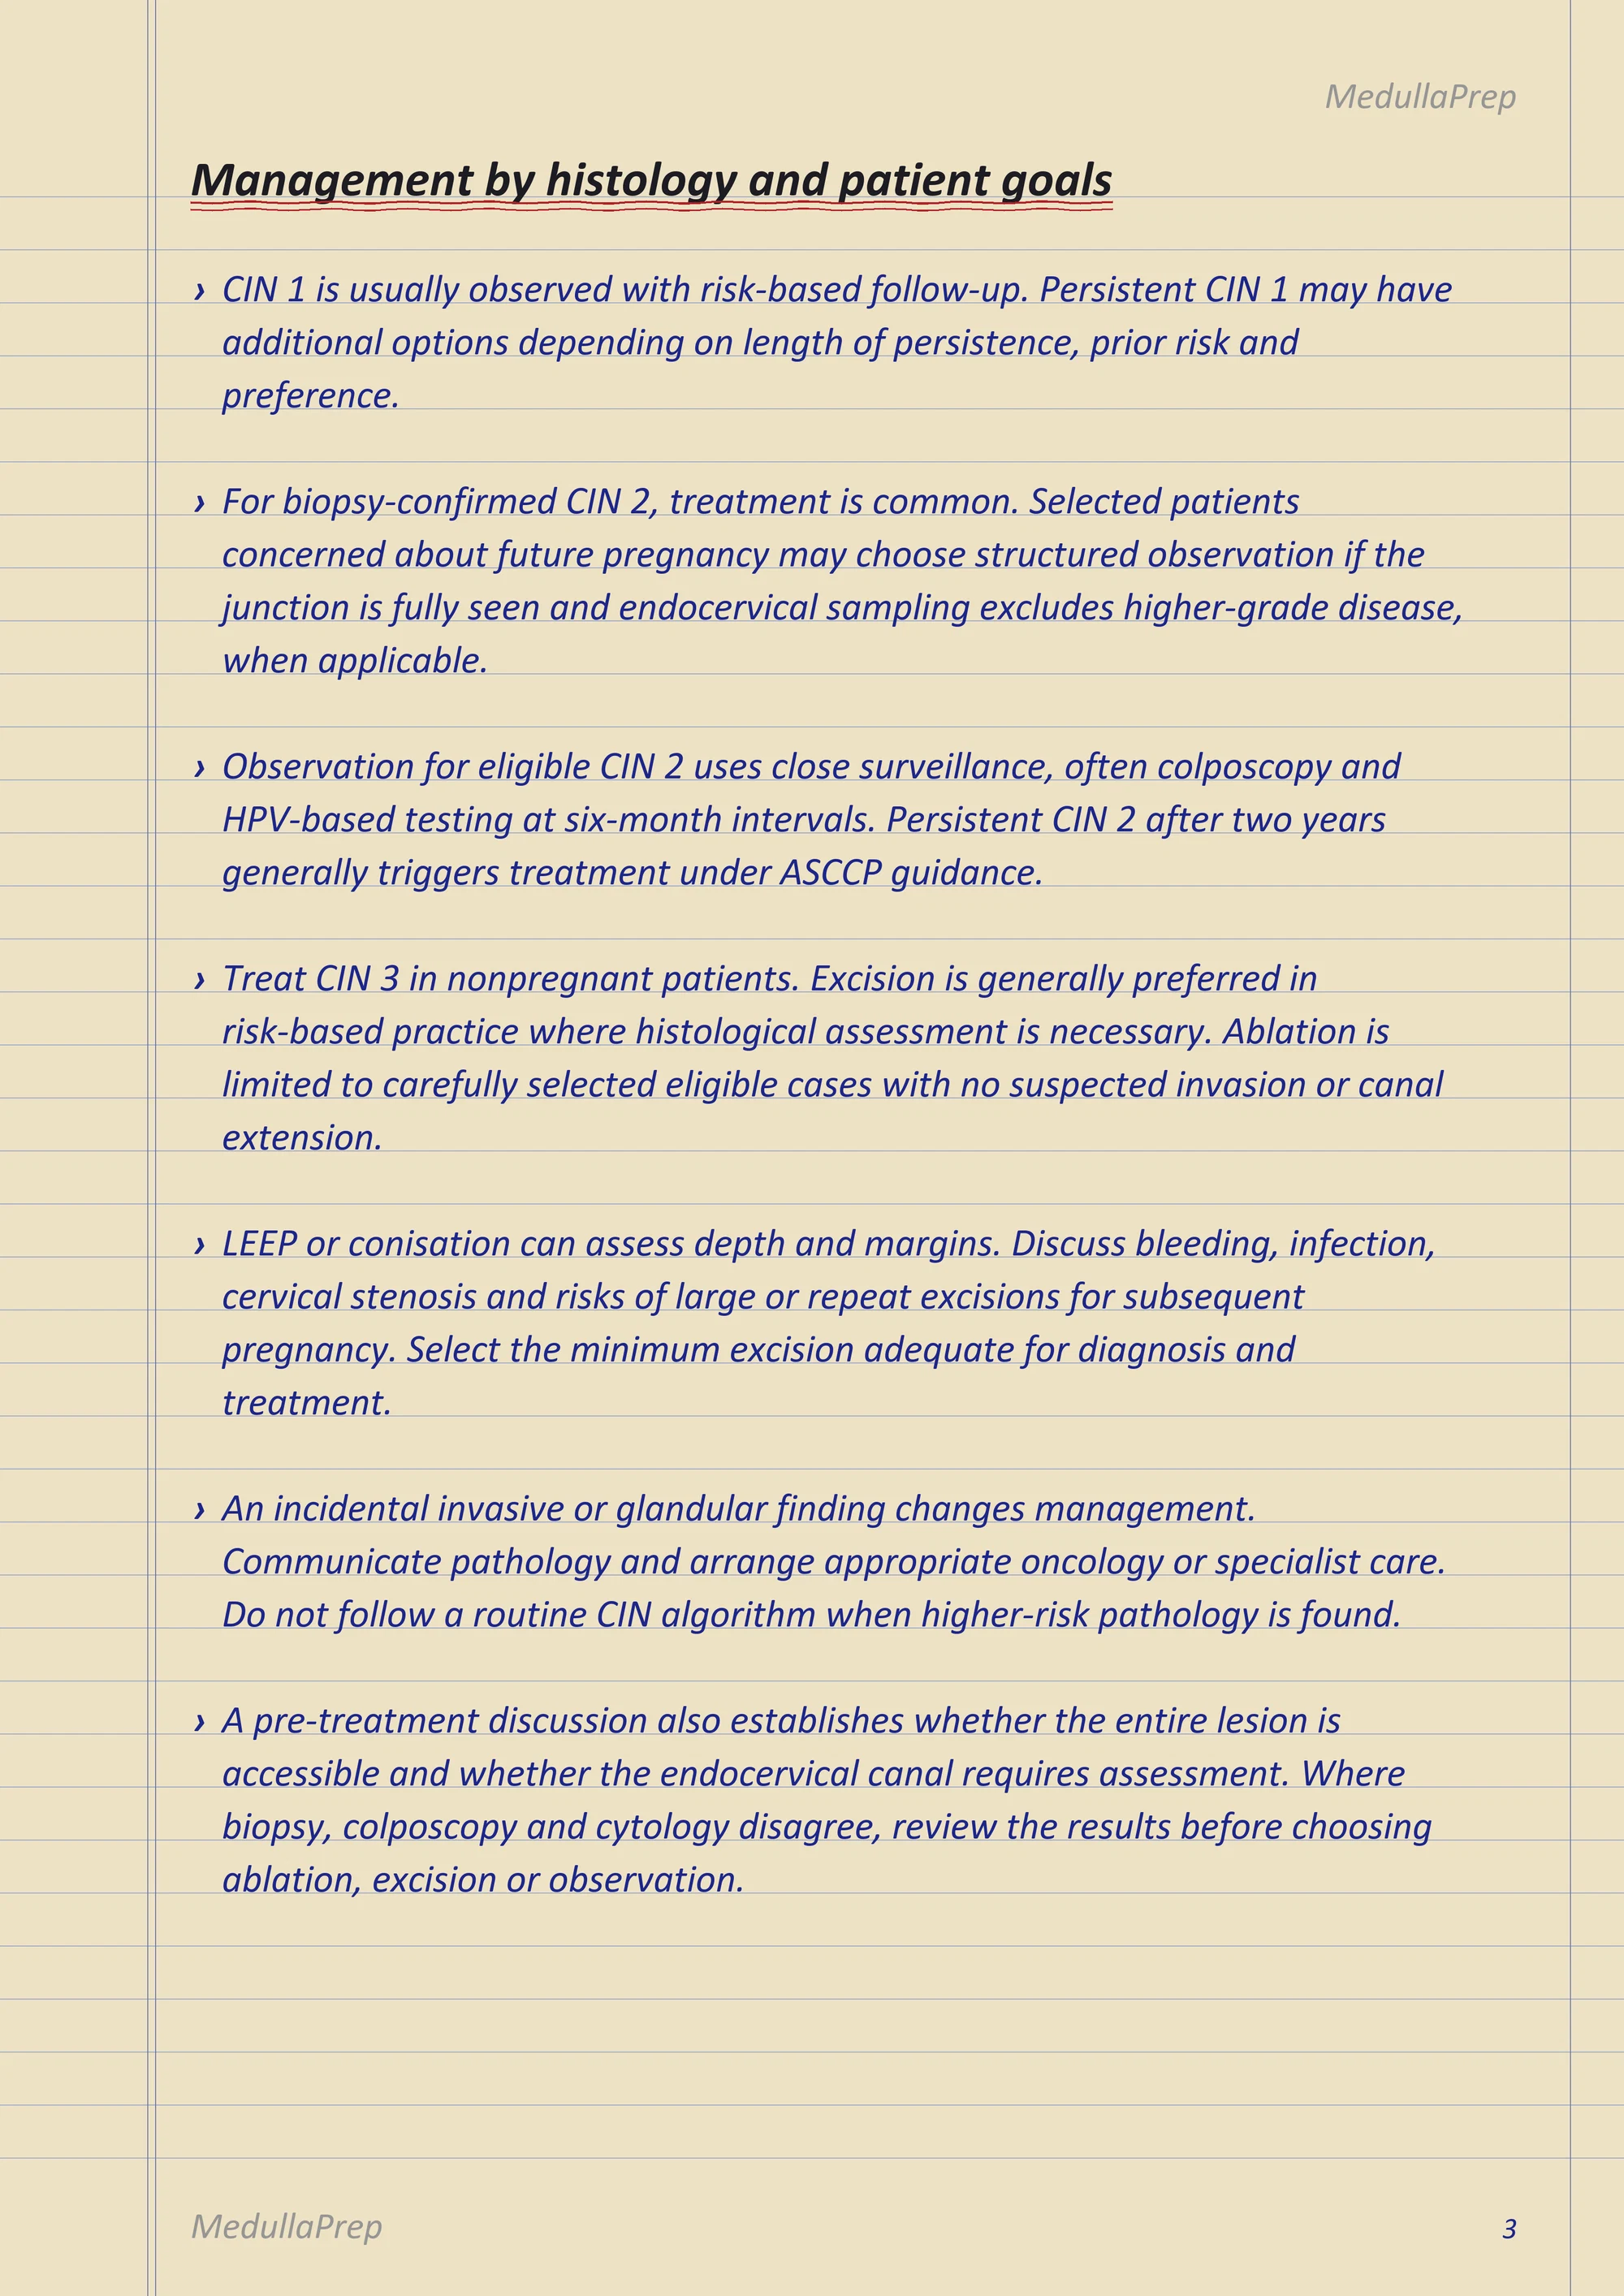 MedullaPrep
Management by histology and patient goals
› CIN 1 is usually observed with risk-based follow-up. Persistent CIN 1 may have
additional options depending on length of persistence, prior risk and
preference.
› For biopsy-confirmed CIN 2, treatment is common. Selected patients
concerned about future pregnancy may choose structured observation if the
junction is fully seen and endocervical sampling excludes higher-grade disease,
when applicable.
› Observation for eligible CIN 2 uses close surveillance, often colposcopy and
HPV-based testing at six-month intervals. Persistent CIN 2 after two years
generally triggers treatment under ASCCP guidance.
› Treat CIN 3 in nonpregnant patients. Excision is generally preferred in
risk-based practice where histological assessment is necessary. Ablation is
limited to carefully selected eligible cases with no suspected invasion or canal
extension.
› LEEP or conisation can assess depth and margins. Discuss bleeding, infection,
cervical stenosis and risks of large or repeat excisions for subsequent
pregnancy. Select the minimum excision adequate for diagnosis and
treatment.
› An incidental invasive or glandular finding changes management.
Communicate pathology and arrange appropriate oncology or specialist care.
Do not follow a routine CIN algorithm when higher-risk pathology is found.
› A pre-treatment discussion also establishes whether the entire lesion is
accessible and whether the endocervical canal requires assessment. Where
biopsy, colposcopy and cytology disagree, review the results before choosing
ablation, excision or observation.
MedullaPrep
3